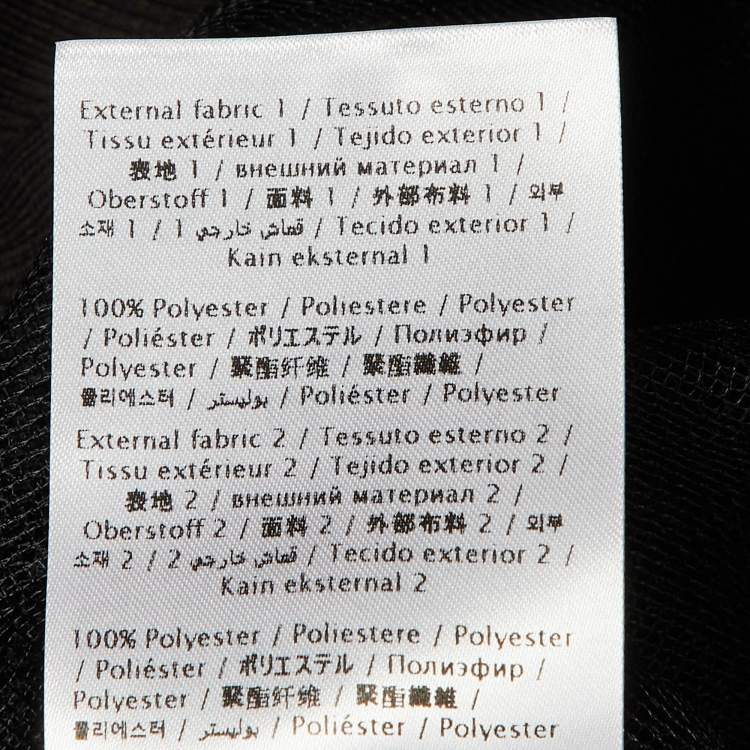 External fabric 1 / Tessuto esterno 1 /
Tissu extérieur 1 / Tejido exterior 1 /
表地 1 / внешний материал 1 /
Oberstoff 1 / 面料 1 / 外部布料 1 / 외부
소재 1 / 1 قماش خارجي / Tecido exterior 1 /
Kain eksternal 1
100% Polyester / Poliestere / Polyester
/ Poliéster / ポリエステル / Полиэфир /
Polyester / 聚酯纤维 / 聚酯纖維 /
폴리에스터 / بوليستر / Poliéster / Polyester
External fabric 2 / Tessuto esterno 2 /
Tissu extérieur 2 / Tejido exterior 2 /
表地 2 / внешний материал 2 /
Oberstoff 2 / 面料 2 / 外部布料 2 / 외부
소재 2 / 2 قماش خارجي / Tecido exterior 2 /
Kain eksternal 2
100% Polyester / Poliestere / Polyester
/ Poliéster / ポリエステル / Полиэфир /
Polyester / 聚酯纤维 / 聚酯纖維 /
폴리에스터 / بوليستر / Poliéster / Polyester